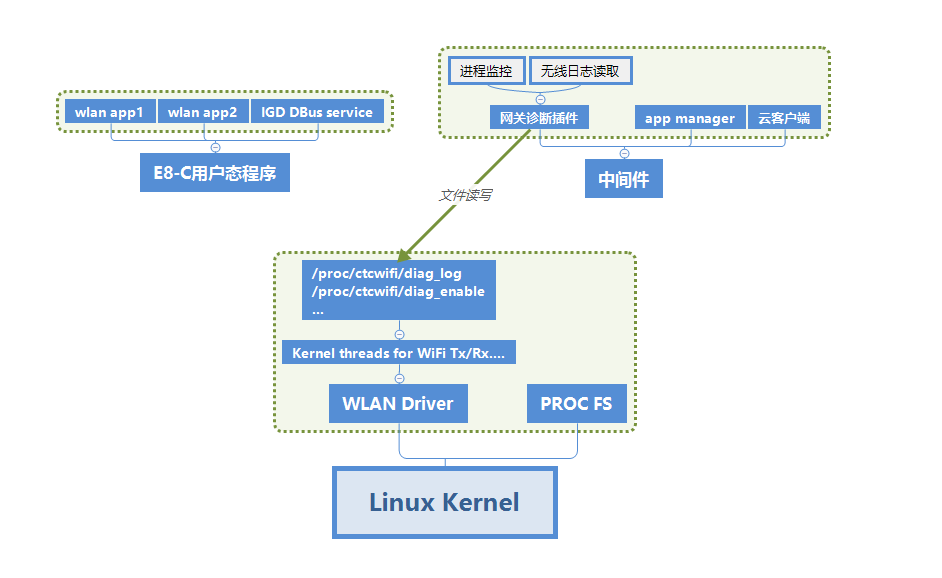 进程监控
无线日志读取
wlan app1
wlan app2
IGD DBus service
网关诊断插件
app manager
云客户端
E8-C用户态程序
中间件
文件读写
/proc/ctcwifi/diag_log
/proc/ctcwifi/diag_enable
...
Kernel threads for WiFi Tx/Rx....
WLAN Driver
PROC FS
Linux Kernel